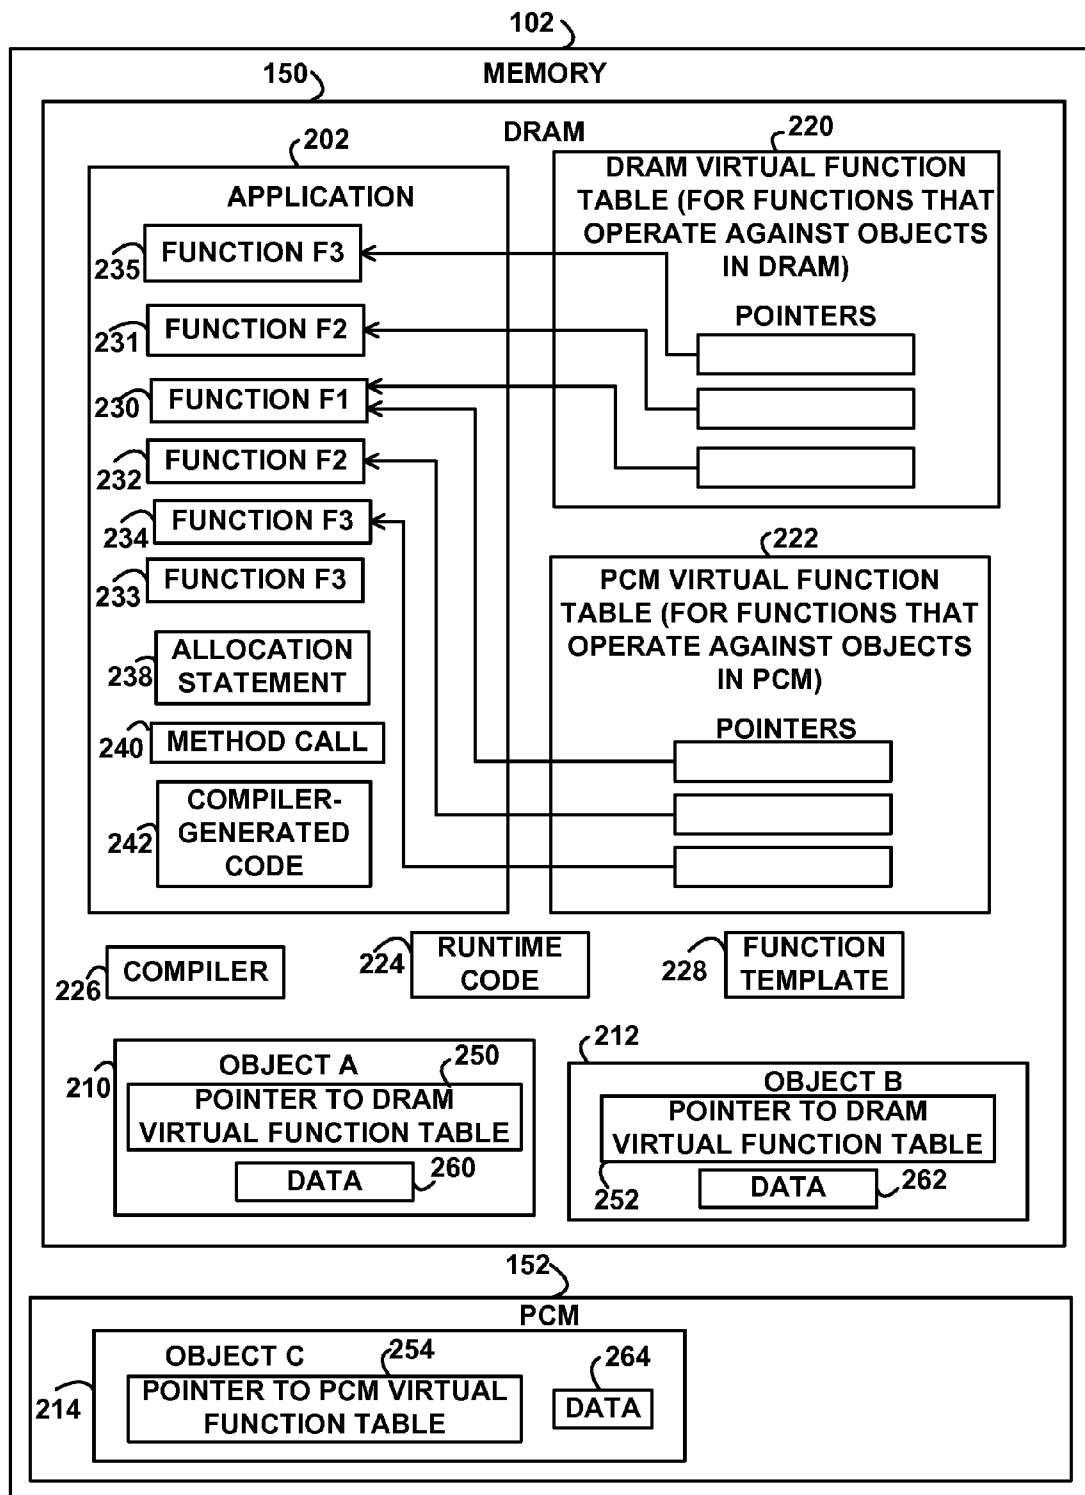 102
MEMORY
150
DRAM
202
APPLICATION
FUNCTION F3
235
FUNCTION F2
231
FUNCTION F1
230
FUNCTION F2
232
FUNCTION F3
234
FUNCTION F3
233
ALLOCATION
STATEMENT
238
METHOD CALL
240
COMPILER-
GENERATED
CODE
242
220
DRAM VIRTUAL FUNCTION
TABLE (FOR FUNCTIONS THAT
OPERATE AGAINST OBJECTS
IN DRAM)
POINTERS
222
PCM VIRTUAL FUNCTION
TABLE (FOR FUNCTIONS THAT
OPERATE AGAINST OBJECTS
IN PCM)
POINTERS
COMPILER
226
224
RUNTIME
CODE
228
FUNCTION
TEMPLATE
210
OBJECT A
250
POINTER TO DRAM
VIRTUAL FUNCTION TABLE
DATA
260
212
OBJECT B
POINTER TO DRAM
VIRTUAL FUNCTION TABLE
252
DATA
262
152
PCM
214
OBJECT C
254
POINTER TO PCM VIRTUAL
FUNCTION TABLE
264
DATA